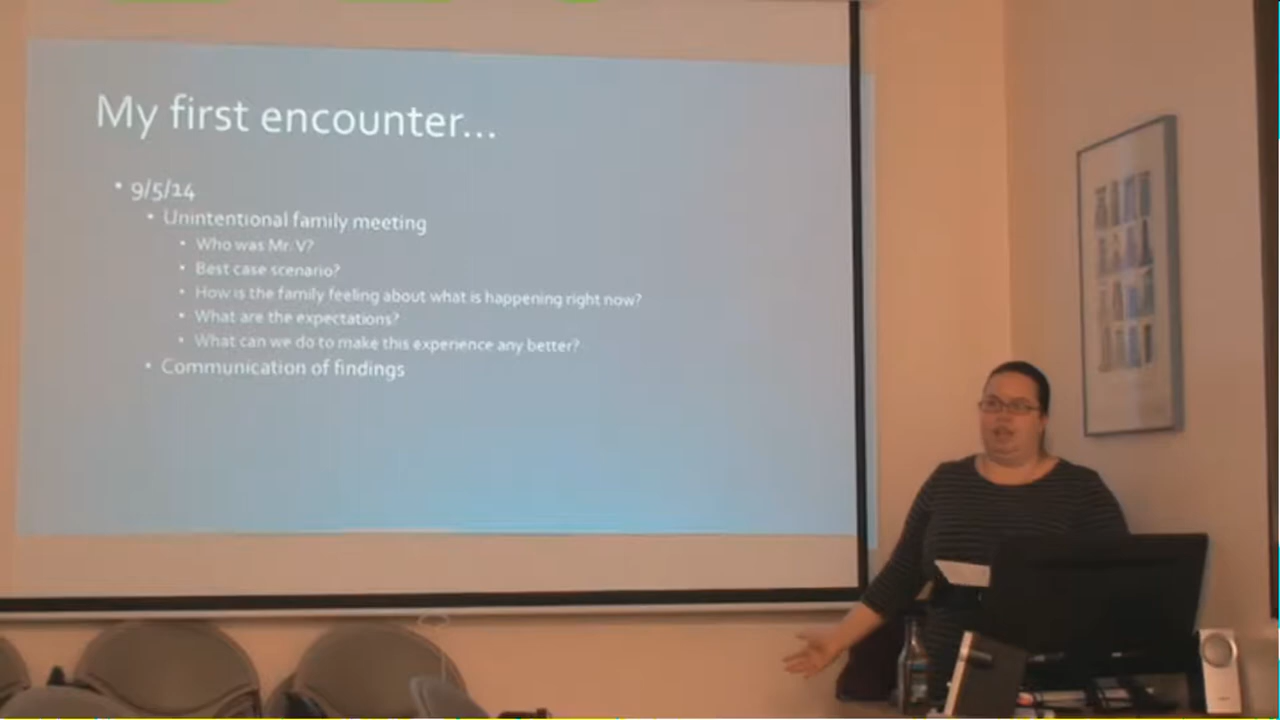 My first encounter...
• 9/5/14
• Unintentional family meeting
• Who was Mr. V?
• Best case scenario?
• How is the family feeling about what is happening right now?
• What are the expectations?
• What can we do to make this experience any better?
• Communication of findings